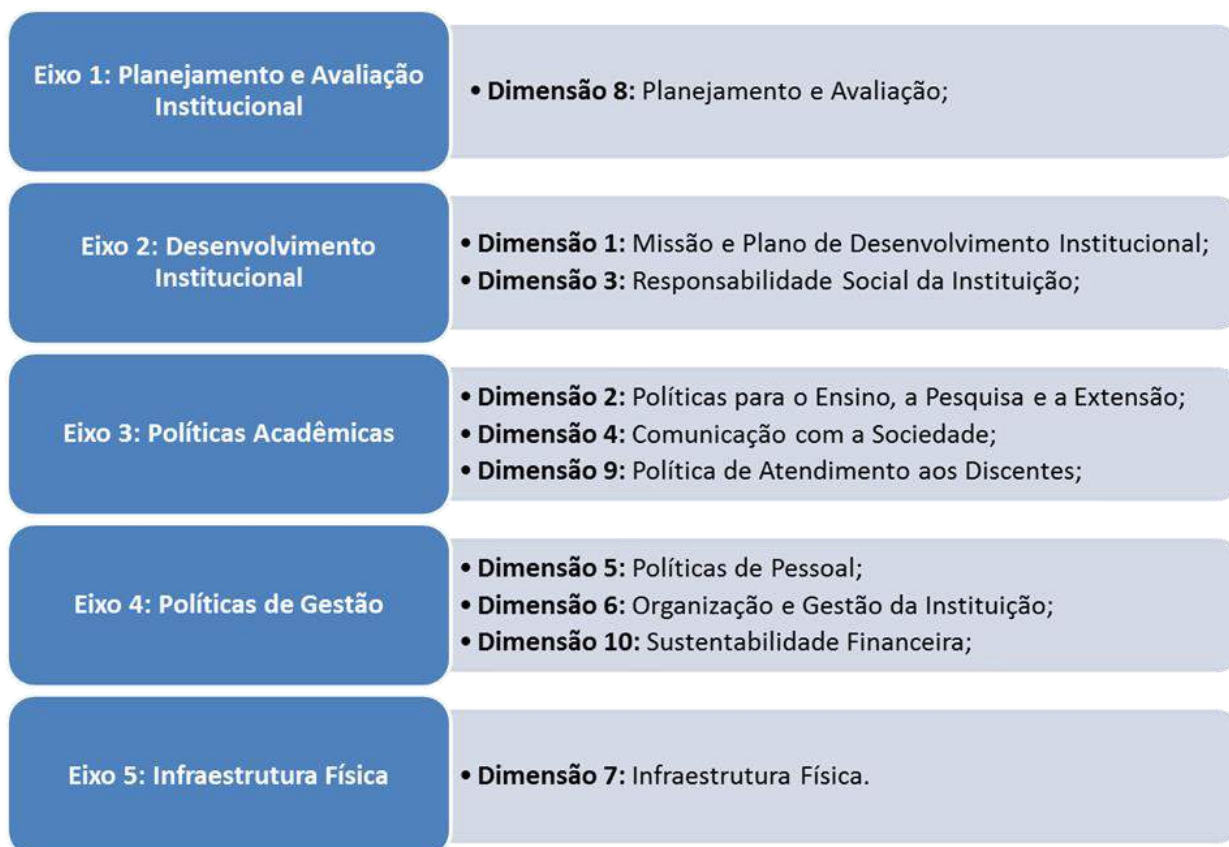 Eixo 1: Planejamento e Avaliação
Institucional
• Dimensão 8: Planejamento e Avaliação;
Eixo 2: Desenvolvimento
Institucional
• Dimensão 1: Missão e Plano de Desenvolvimento Institucional;
• Dimensão 3: Responsabilidade Social da Instituição;
Eixo 3: Políticas Acadêmicas
• Dimensão 2: Políticas para o Ensino, a Pesquisa e a Extensão;
• Dimensão 4: Comunicação com a Sociedade;
• Dimensão 9: Política de Atendimento aos Discentes;
Eixo 4: Políticas de Gestão
• Dimensão 5: Políticas de Pessoal;
• Dimensão 6: Organização e Gestão da Instituição;
• Dimensão 10: Sustentabilidade Financeira;
Eixo 5: Infraestrutura Física
• Dimensão 7: Infraestrutura Física.